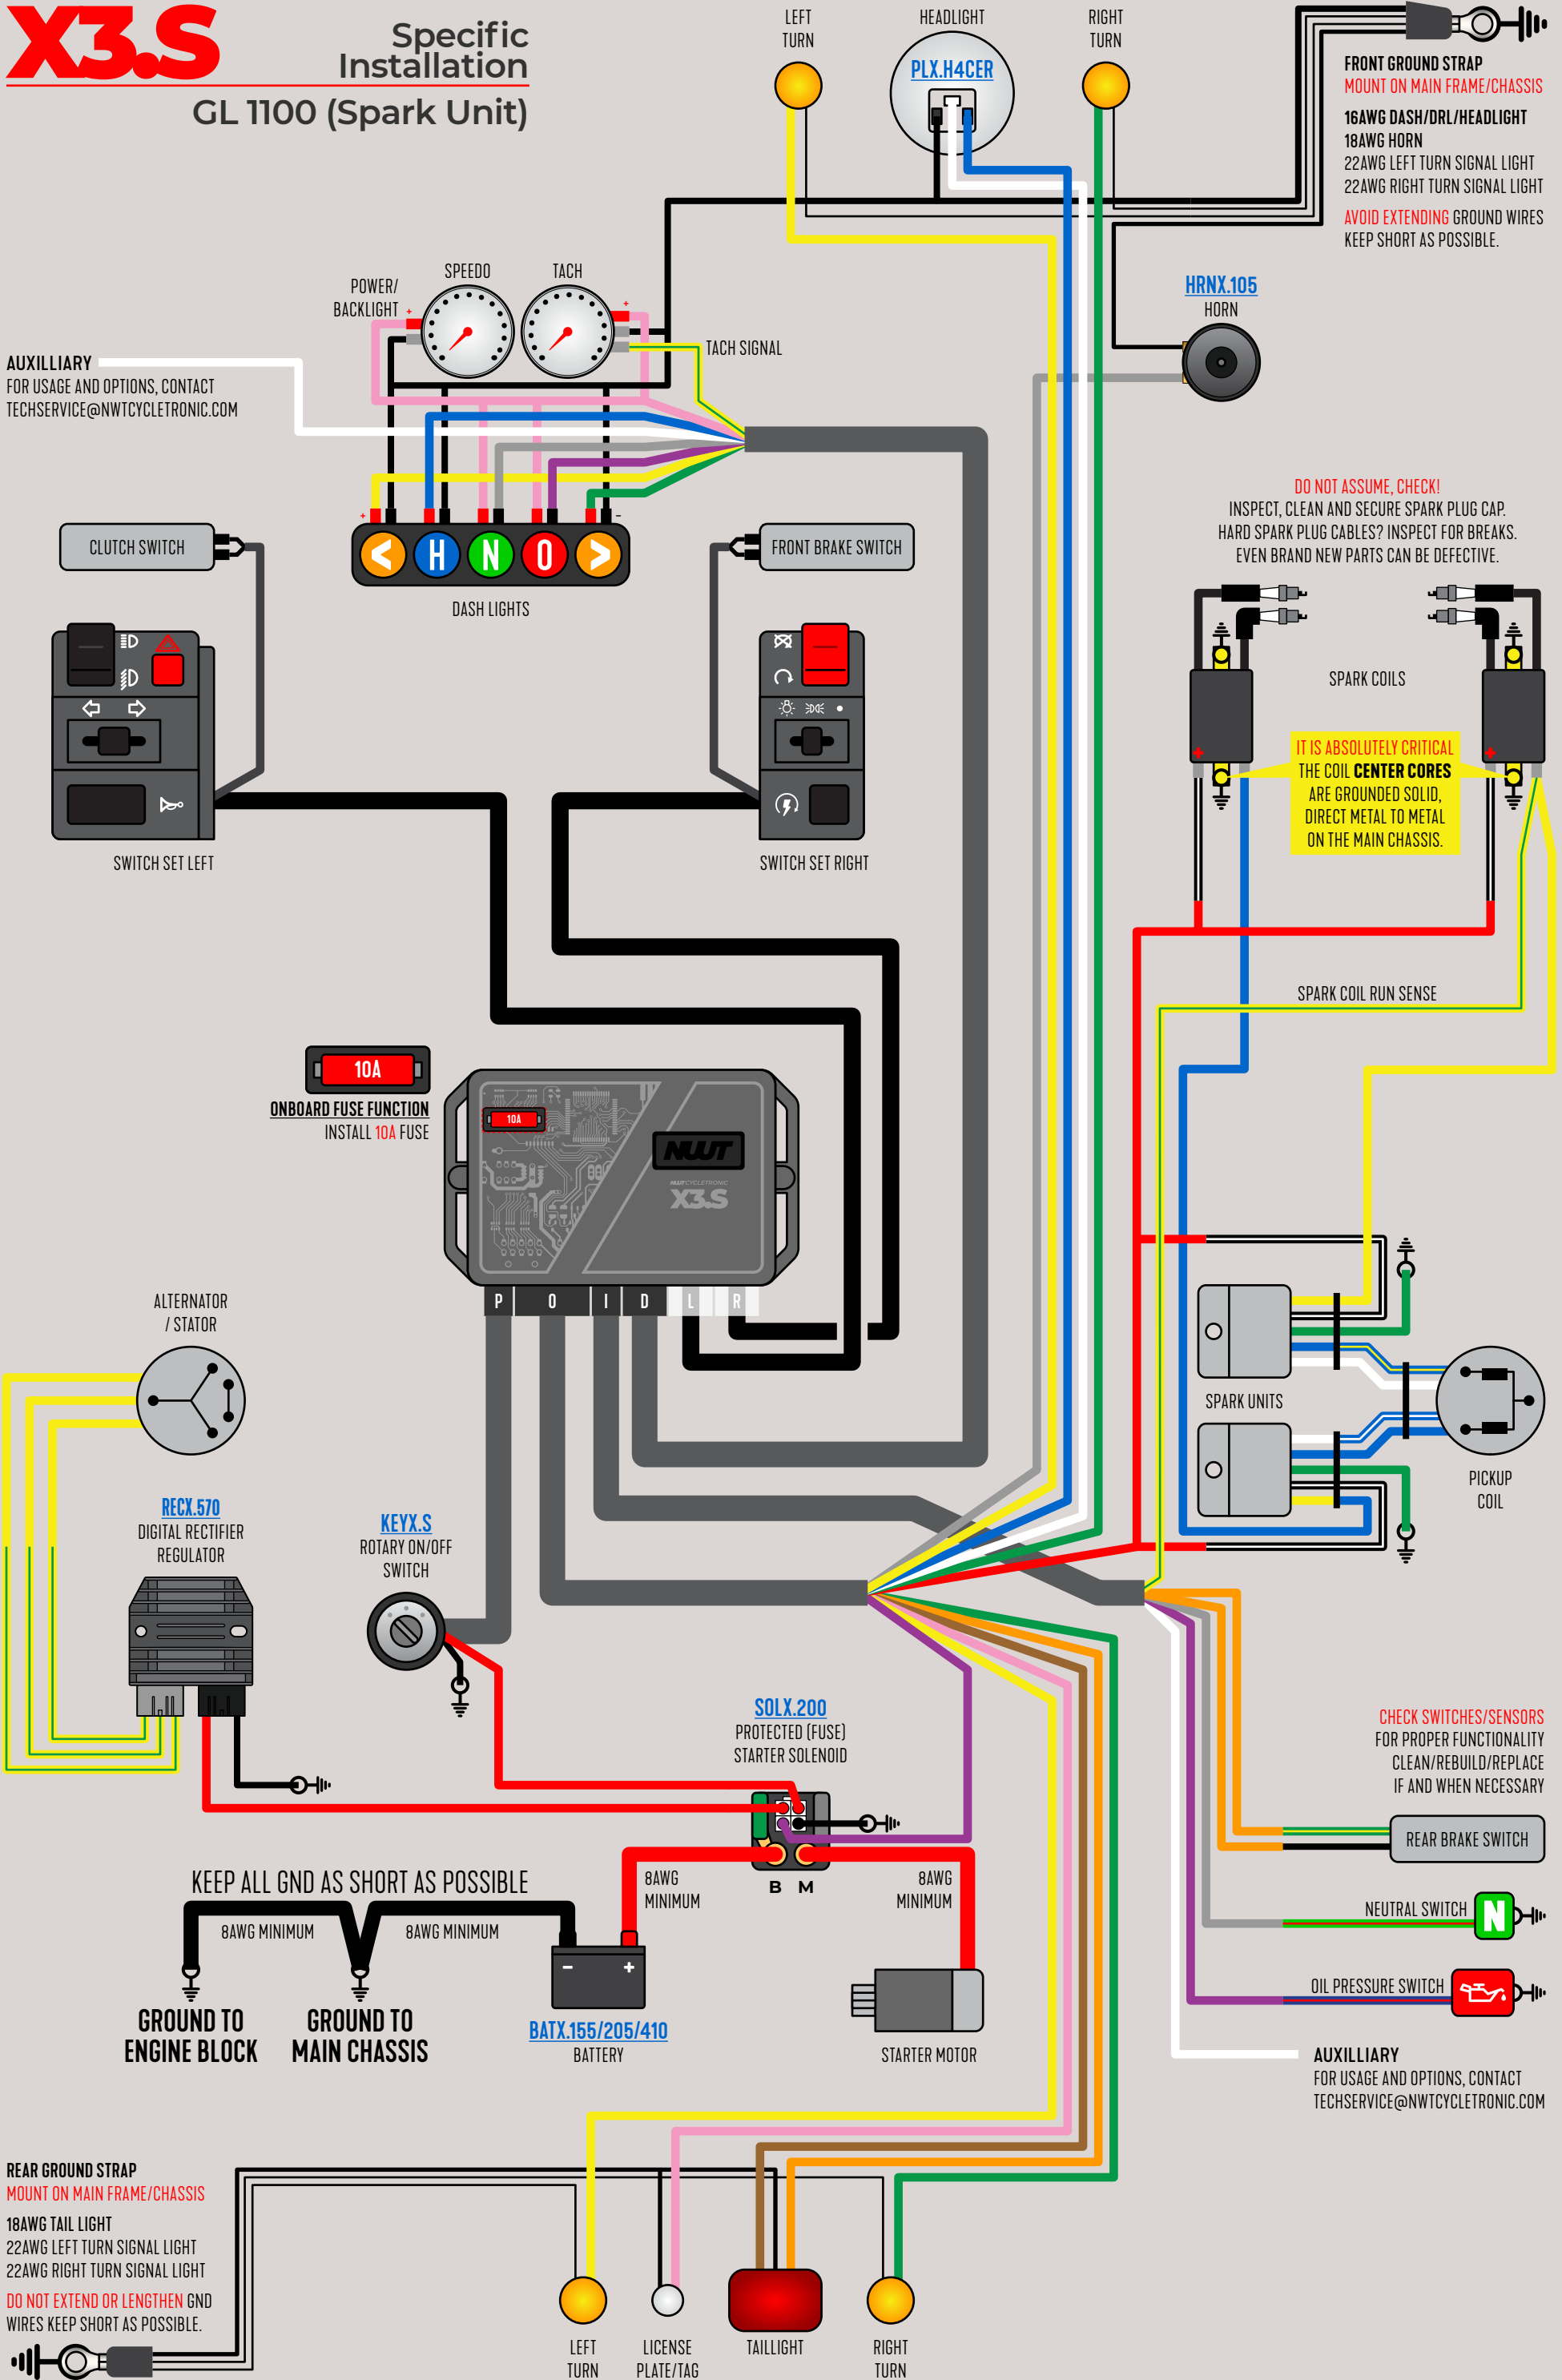 X3.S
Specific
Installation
GL 1100 (Spark Unit)
LEFT
TURN
HEADLIGHT
PLX.H4CER
RIGHT
TURN
FRONT GROUND STRAP
MOUNT ON MAIN FRAME/CHASSIS
16AWG DASH/DRL/HEADLIGHT
18AWG HORN
22AWG LEFT TURN SIGNAL LIGHT
22AWG RIGHT TURN SIGNAL LIGHT
AVOID EXTENDING GROUND WIRES
KEEP SHORT AS POSSIBLE.
POWER/
BACKLIGHT
SPEEDO
TACH
+
+
TACH SIGNAL
HRNX.105
HORN
AUXILLIARY
FOR USAGE AND OPTIONS, CONTACT
TECHSERVICE@NWTCYCLETRONIC.COM
CLUTCH SWITCH
+
-
< H N O >
DASH LIGHTS
FRONT BRAKE SWITCH
DO NOT ASSUME, CHECK!
INSPECT, CLEAN AND SECURE SPARK PLUG CAP.
HARD SPARK PLUG CABLES? INSPECT FOR BREAKS.
EVEN BRAND NEW PARTS CAN BE DEFECTIVE.
SPARK COILS
+
+
IT IS ABSOLUTELY CRITICAL
THE COIL CENTER CORES
ARE GROUNDED SOLID,
DIRECT METAL TO METAL
ON THE MAIN CHASSIS.
SWITCH SET LEFT
SWITCH SET RIGHT
SPARK COIL RUN SENSE
10A
ONBOARD FUSE FUNCTION
INSTALL 10A FUSE
10A
NWT
NWTCYCLETRONIC
X3.S
P O I D L R
ALTERNATOR
/ STATOR
SPARK UNITS
PICKUP
COIL
RECX.570
DIGITAL RECTIFIER
REGULATOR
KEYX.S
ROTARY ON/OFF
SWITCH
SOLX.200
PROTECTED (FUSE)
STARTER SOLENOID
B M
CHECK SWITCHES/SENSORS
FOR PROPER FUNCTIONALITY
CLEAN/REBUILD/REPLACE
IF AND WHEN NECESSARY
REAR BRAKE SWITCH
NEUTRAL SWITCH
N
OIL PRESSURE SWITCH
KEEP ALL GND AS SHORT AS POSSIBLE
8AWG MINIMUM
8AWG MINIMUM
8AWG
MINIMUM
8AWG
MINIMUM
- +
GROUND TO
ENGINE BLOCK
GROUND TO
MAIN CHASSIS
BATX.155/205/410
BATTERY
STARTER MOTOR
AUXILLIARY
FOR USAGE AND OPTIONS, CONTACT
TECHSERVICE@NWTCYCLETRONIC.COM
REAR GROUND STRAP
MOUNT ON MAIN FRAME/CHASSIS
18AWG TAIL LIGHT
22AWG LEFT TURN SIGNAL LIGHT
22AWG RIGHT TURN SIGNAL LIGHT
DO NOT EXTEND OR LENGTHEN GND
WIRES KEEP SHORT AS POSSIBLE.
LEFT
TURN
LICENSE
PLATE/TAG
TAILLIGHT
RIGHT
TURN